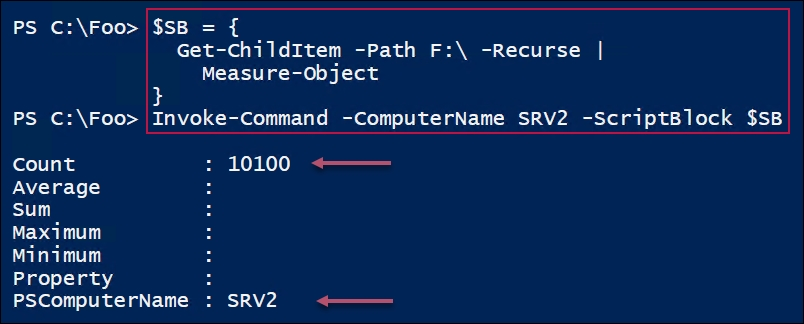 PS C:\Foo> $SB = {
Get-ChildItem -Path F:\ -Recurse |
Measure-Object
}
PS C:\Foo> Invoke-Command -ComputerName SRV2 -ScriptBlock $SB
Count : 10100
Average :
Sum :
Maximum :
Minimum :
Property :
PSComputerName : SRV2